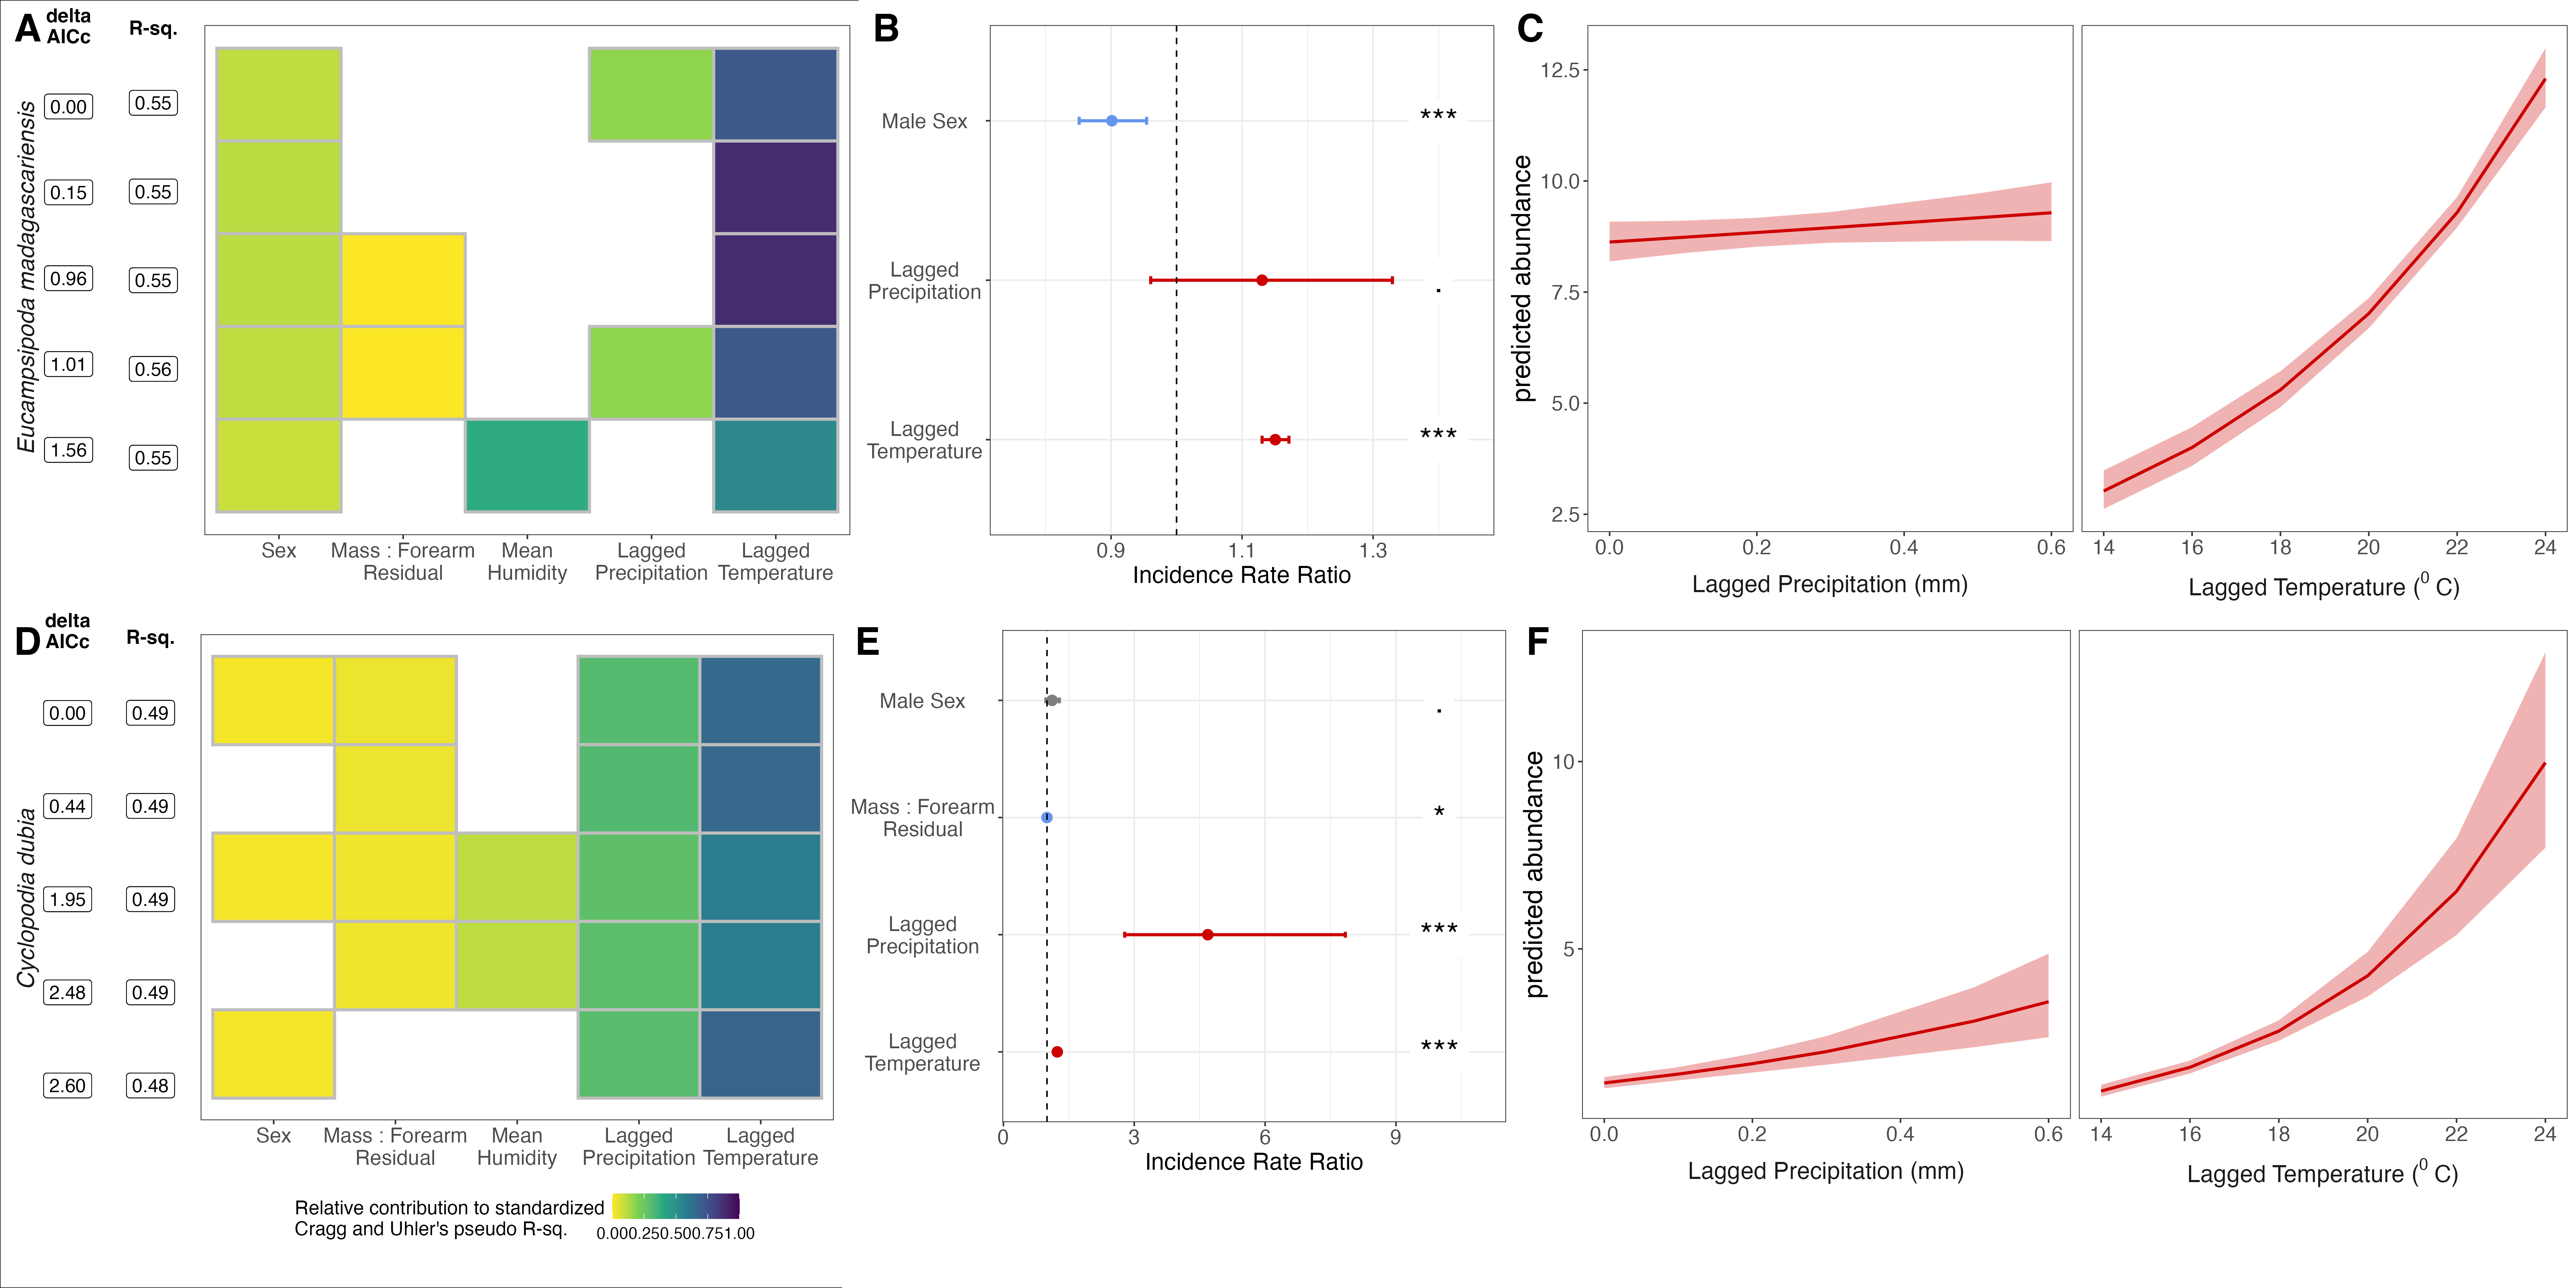 A
delta
AICc
R-sq.
Eucampsipoda madagascariensis
0.00
0.55
0.15
0.55
0.96
0.55
1.01
0.56
1.56
0.55
Sex
Mass : Forearm
Residual
Mean
Humidity
Lagged
Precipitation
Lagged
Temperature
B
Male Sex
***
Lagged
Precipitation
.
Lagged
Temperature
***
0.9
1.1
1.3
Incidence Rate Ratio
C
predicted abundance
12.5
10.0
7.5
5.0
2.5
0.0
0.2
0.4
0.6
Lagged Precipitation (mm)
14
16
18
20
22
24
Lagged Temperature (⁰ C)
D
delta
AICc
R-sq.
Cyclopodia dubia
0.00
0.49
0.44
0.49
1.95
0.49
2.48
0.49
2.60
0.48
Sex
Mass : Forearm
Residual
Mean
Humidity
Lagged
Precipitation
Lagged
Temperature
Relative contribution to standardized
Cragg and Uhler's pseudo R-sq.
0.000.250.500.751.00
E
Male Sex
.
Mass : Forearm
Residual
*
Lagged
Precipitation
***
Lagged
Temperature
***
0
3
6
9
Incidence Rate Ratio
F
predicted abundance
10
5
0.0
0.2
0.4
0.6
Lagged Precipitation (mm)
14
16
18
20
22
24
Lagged Temperature (⁰ C)